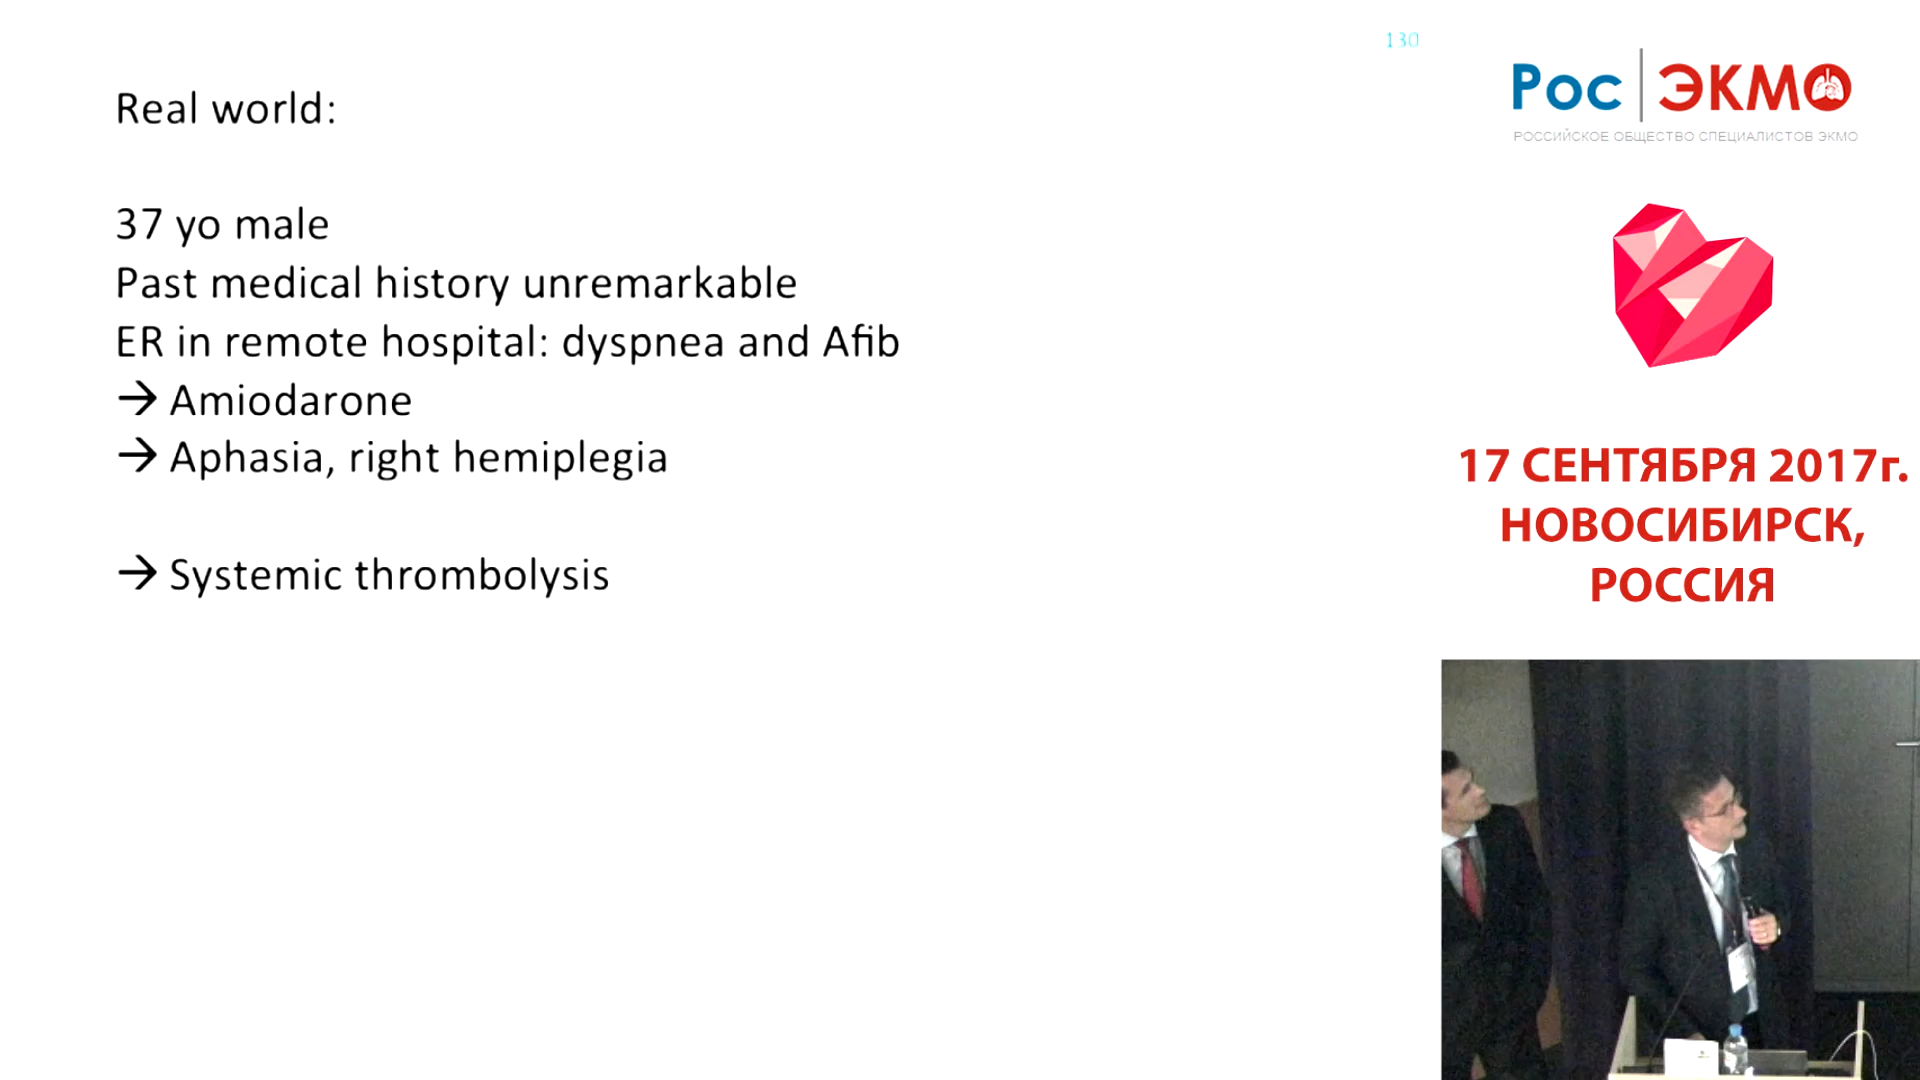 Real world:
37 yo male
Past medical history unremarkable
ER in remote hospital: dyspnea and Afib
→ Amiodarone
→ Aphasia, right hemiplegia
→ Systemic thrombolysis
130
Рос ЭКМО
РОССИЙСКОЕ ОБЩЕСТВО СПЕЦИАЛИСТОВ ЭКМО
17 СЕНТЯБРЯ 2017г.
НОВОСИБИРСК,
РОССИЯ